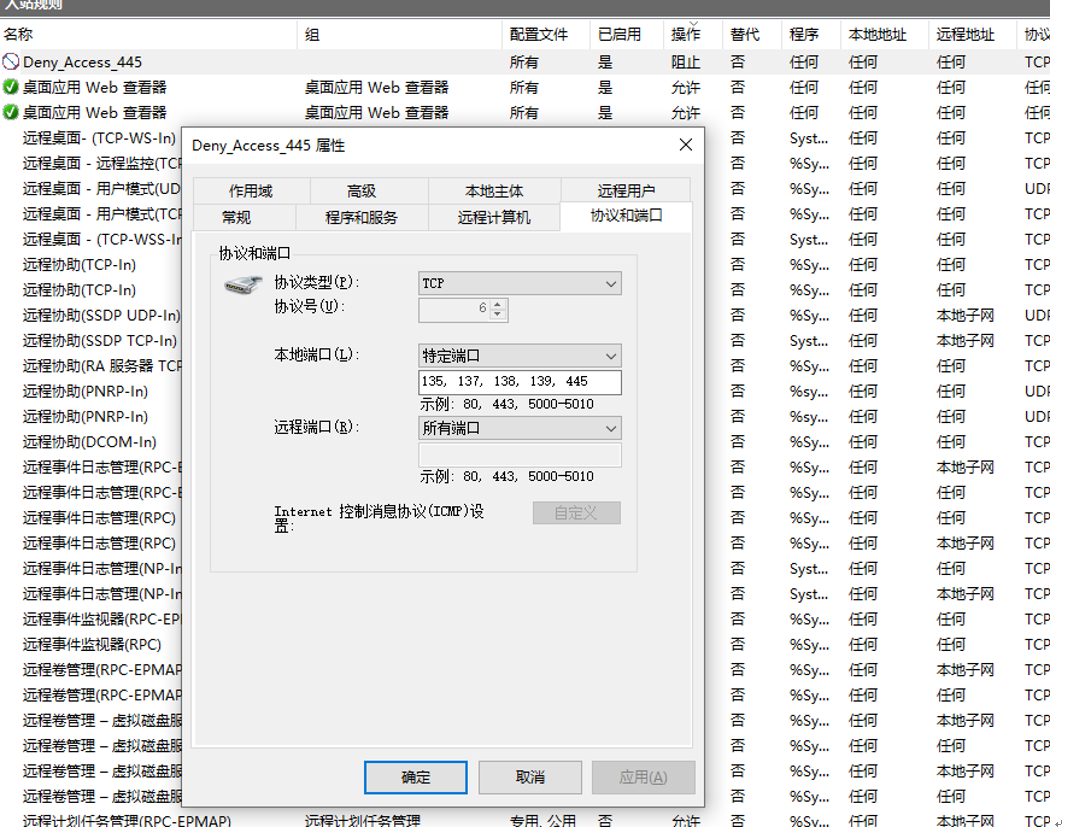 入站规则
名称 组 配置文件 已启用 操作 替代 程序 本地地址 远程地址 协议
Deny_Access_445 所有 是 阻止 否 任何 任何 任何 TCP
桌面应用 Web 查看器 桌面应用 Web 查看器 所有 是 允许 否 任何 任何 任何 任何
桌面应用 Web 查看器 桌面应用 Web 查看器 所有 是 允许 否 任何 任何 任何 任何
远程桌面- (TCP-WS-In) 否 Syst... 任何 任何 TCP
远程桌面 - 远程监控(TCP 否 %Sy... 任何 任何 TCP
远程桌面 - 用户模式(UD 否 %Sy... 任何 任何 UDP
远程桌面 - 用户模式(TCP 否 %Sy... 任何 任何 TCP
远程桌面 - (TCP-WSS-In 否 Syst... 任何 任何 TCP
远程协助(TCP-In) 否 %Sy... 任何 任何 TCP
远程协助(TCP-In) 否 %Sy... 任何 任何 TCP
远程协助(SSDP UDP-In) 否 %Sy... 任何 本地子网 UDP
远程协助(SSDP TCP-In) 否 Syst... 任何 本地子网 TCP
远程协助(RA 服务器 TCP 否 %Sy... 任何 任何 TCP
远程协助(PNRP-In) 否 %sy... 任何 任何 UDP
远程协助(PNRP-In) 否 %sy... 任何 任何 UDP
远程协助(DCOM-In) 否 %Sy... 任何 任何 TCP
远程事件日志管理(RPC-E 否 %Sy... 任何 本地子网 TCP
远程事件日志管理(RPC-E 否 %Sy... 任何 任何 TCP
远程事件日志管理(RPC) 否 %Sy... 任何 任何 TCP
远程事件日志管理(RPC) 否 %Sy... 任何 本地子网 TCP
远程事件日志管理(NP-In 否 Syst... 任何 任何 TCP
远程事件日志管理(NP-In 否 Syst... 任何 本地子网 TCP
远程事件监视器(RPC-EPM 否 %Sy... 任何 任何 TCP
远程事件监视器(RPC) 否 %Sy... 任何 任何 TCP
远程卷管理(RPC-EPMAP 否 %Sy... 任何 本地子网 TCP
远程卷管理(RPC-EPMAP 否 %Sy... 任何 任何 TCP
远程卷管理 – 虚拟磁盘服 否 %Sy... 任何 本地子网 TCP
远程卷管理 – 虚拟磁盘服 否 %Sy... 任何 任何 TCP
远程卷管理 – 虚拟磁盘服 否 %Sy... 任何 本地子网 TCP
远程卷管理 – 虚拟磁盘服 否 %Sy... 任何 任何 TCP
远程计划任务管理(RPC-EPMAP) 远程计划任务管理 专用, 公用 否 允许 否 %Sy... 任何 本地子网 TCP
Deny_Access_445 属性
作用域 高级 本地主体 远程用户
常规 程序和服务 远程计算机 协议和端口
协议和端口
协议类型(P): TCP
协议号(U): 6
本地端口(L): 特定端口
135, 137, 138, 139, 445
示例: 80, 443, 5000-5010
远程端口(R): 所有端口
示例: 80, 443, 5000-5010
Internet 控制消息协议(ICMP)设
置: 自定义
确定 取消 应用(A)